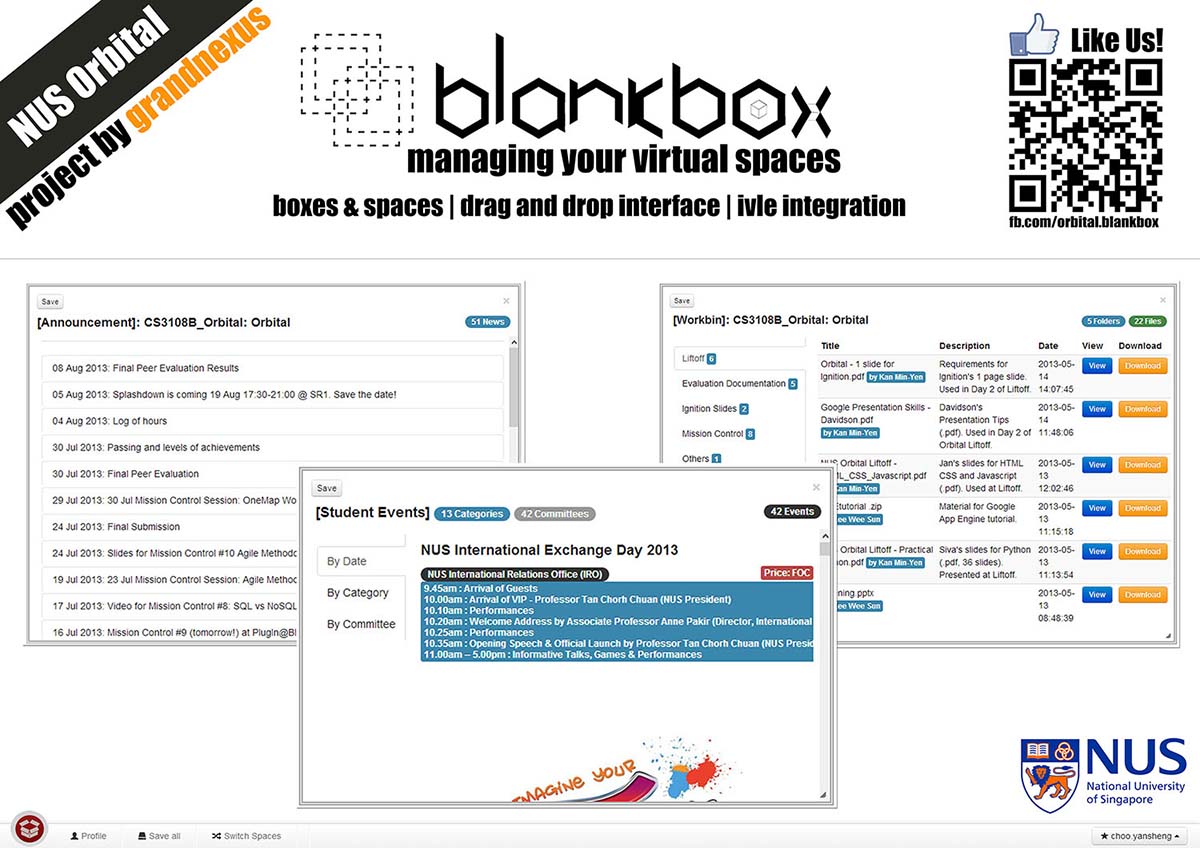 NUS Orbital
project by grandnexus
blankbox
managing your virtual spaces
boxes & spaces | drag and drop interface | ivle integration
Like Us!
fb.com/orbital.blankbox
Save
×
[Announcement]: CS3108B_Orbital: Orbital
51 News
08 Aug 2013: Final Peer Evaluation Results
05 Aug 2013: Splashdown is coming 19 Aug 17:30-21:00 @ SR1. Save the date!
04 Aug 2013: Log of hours
30 Jul 2013: Passing and levels of achievements
30 Jul 2013: Final Peer Evaluation
29 Jul 2013: 30 Jul Mission Control Session: OneMap Wo
24 Jul 2013: Final Submission
24 Jul 2013: Slides for Mission Control #10 Agile Methodo
19 Jul 2013: 23 Jul Mission Control Session: Agile Method
17 Jul 2013: Video for Mission Control #8: SQL vs NoSQL
16 Jul 2013: Mission Control #9 (tomorrow!) at PlugIn@Bl
Save
×
[Workbin]: CS3108B_Orbital: Orbital
5 Folders
22 Files
Liftoff 6
Evaluation Documentation 5
Ignition Slides 2
Mission Control 8
Others 1
Title Description Date View Download
Orbital - 1 slide for
Ignition.pdf by Kan Min-Yen
Requirements for
Ignition's 1 page slide.
Used in Day 2 of Liftoff.
2013-05-
14
14:07:45
View
Download
Google Presentation Skills -
Davidson.pdf
by Kan Min-Yen
Davidson's
Presentation Tips
(.pdf). Used in Day 2 of
Orbital Liftoff.
2013-05-
14
11:48:06
View
Download
NUS Orbital Liftoff -
ML_CSS_Javascript.pdf
Kan Min-Yen
Jan's slides for HTML
CSS and Javascript
(.pdf). Used at Liftoff.
2013-05-
13
12:02:46
View
Download
Etutorial .zip
ee Wee Sun
Material for Google
App Engine tutorial.
2013-05-
13
11:15:18
View
Download
Orbital Liftoff - Practical
hon.pdf by Kan Min-Yen
Siva's slides for Python
(.pdf, 36 slides).
Presented at Liftoff.
2013-05-
13
11:13:54
View
Download
ning.pptx
ee Wee Sun
2013-05-
13
08:48:39
View
Download
Save
×
[Student Events] 13 Categories 42 Committees
42 Events
By Date
By Category
By Committee
NUS International Exchange Day 2013
NUS International Relations Office (IRO)
Price: FOC
9.45am : Arrival of Guests
10.00am : Arrival of VIP - Professor Tan Chorh Chuan (NUS President)
10.10am : Performances
10.20am : Welcome Address by Associate Professor Anne Pakir (Director, International
10.25am : Performances
10.35am : Opening Speech & Official Launch by Professor Tan Chorh Chuan (NUS Presid
11.00am – 5.00pm : Informative Talks, Games & Performances
IMAGINE YOUR
NUS
National University
of Singapore
Profile
Save all
Switch Spaces
choo.yansheng